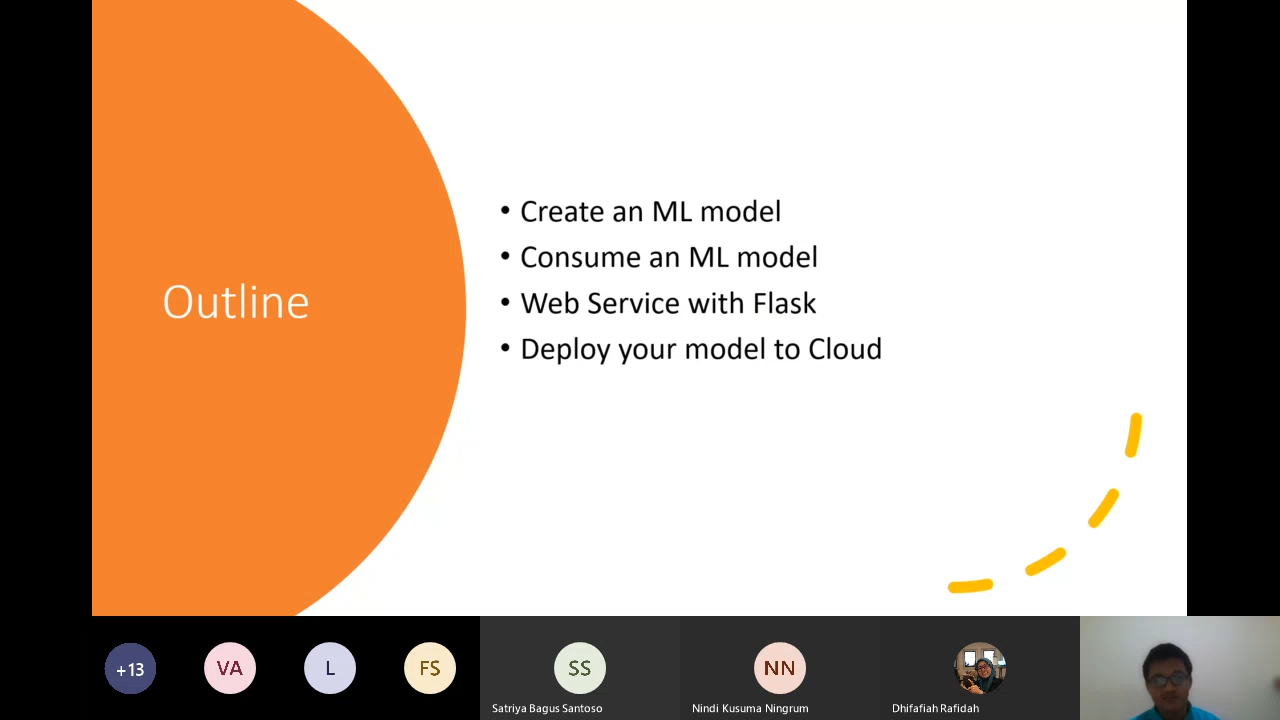 Outline
• Create an ML model
• Consume an ML model
• Web Service with Flask
• Deploy your model to Cloud
+13
VA
L
FS
SS
NN
Satriya Bagus Santoso
Nindi Kusuma Ningrum
Dhifafiah Rafidah